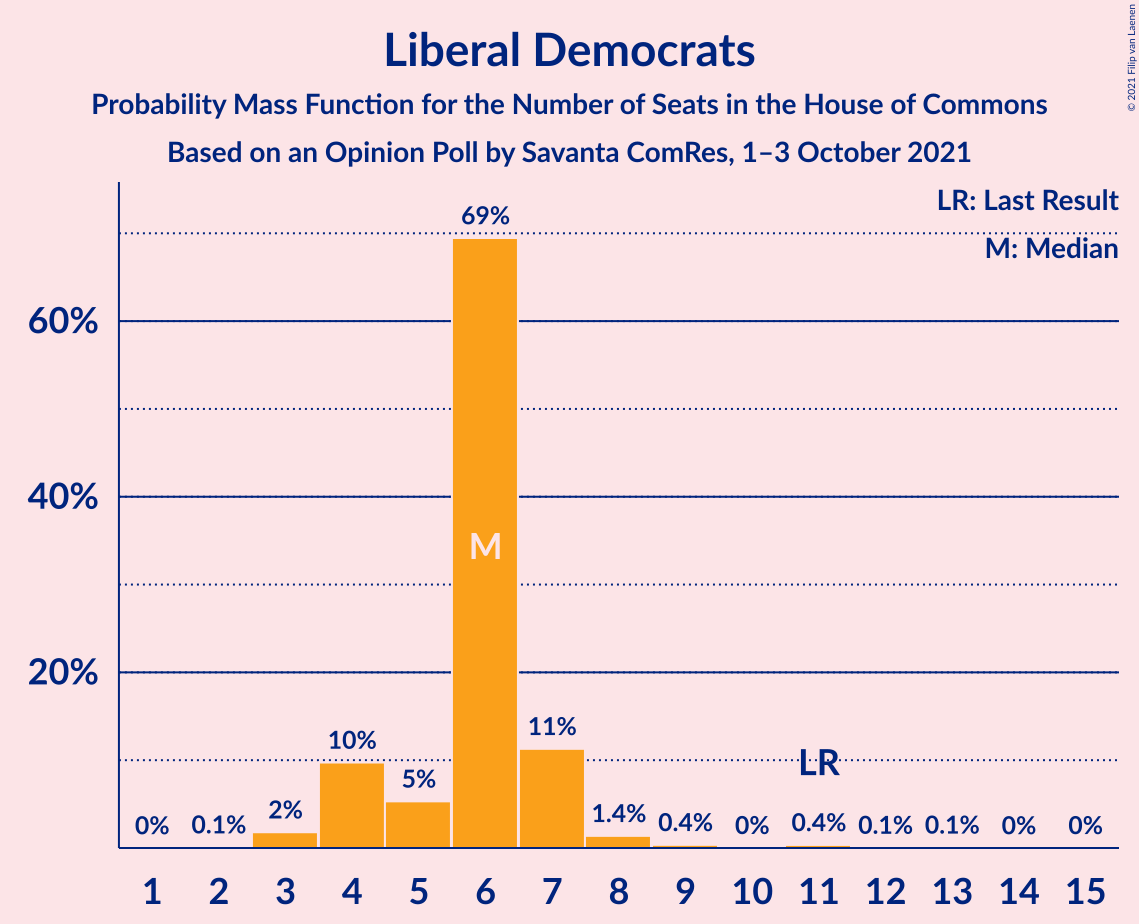 Liberal Democrats
Probability Mass Function for the Number of Seats in the House of Commons
Based on an Opinion Poll by Savanta ComRes, 1–3 October 2021
© 2021 Filip van Laenen
LR: Last Result
M: Median
60%
40%
20%
0%
0.1%
2%
10%
5%
69%
M
11%
1.4%
0.4%
0%
LR
0.4%
0.1%
0.1%
0%
0%
1 2 3 4 5 6 7 8 9 10 11 12 13 14 15